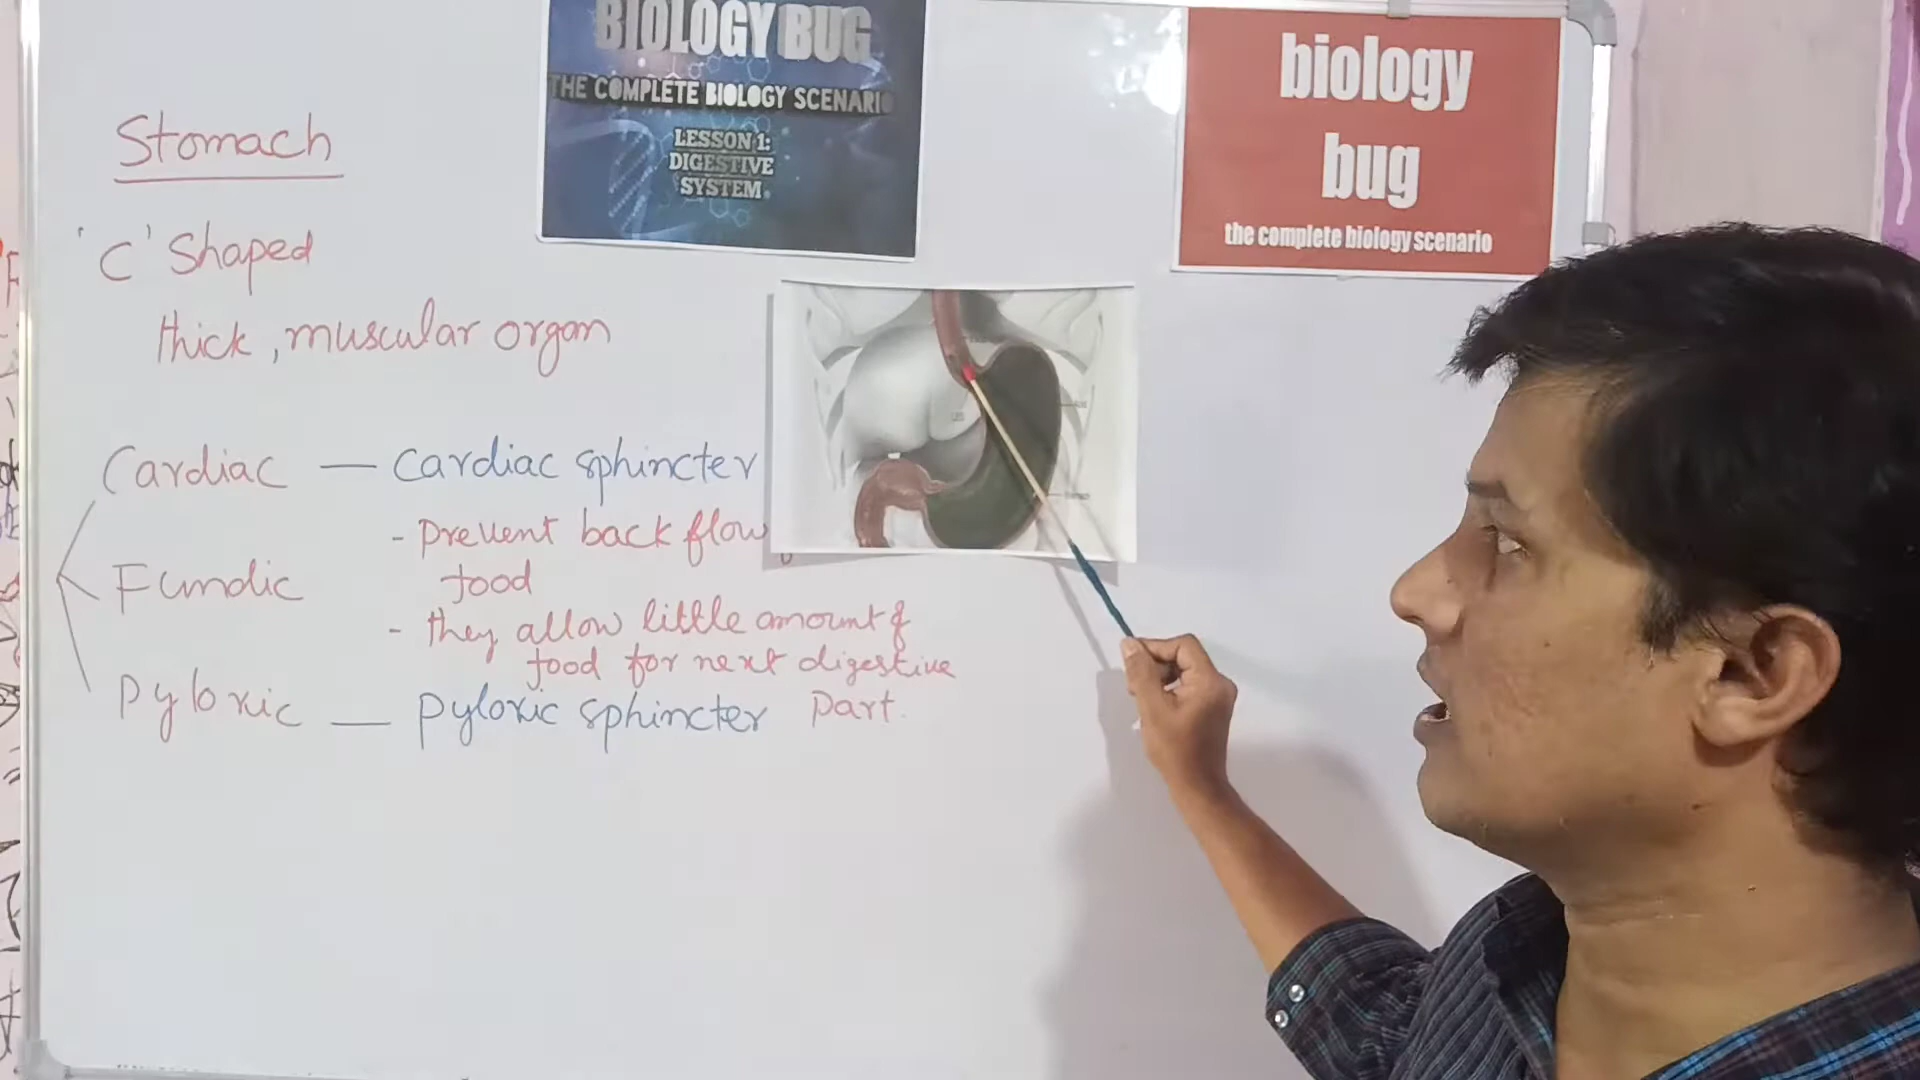 BIOLOGY BUG
THE COMPLETE BIOLOGY SCENARIO
LESSON 1:
DIGESTIVE
SYSTEM
biology
bug
the complete biology scenario
Stomach
'C' Shaped
thick, muscular organ
Cardiac — Cardiac sphincter
- prevent back flow
food
Fundic
- they allow little amount of
food for next digestive
part.
Pyloric — pyloric sphincter